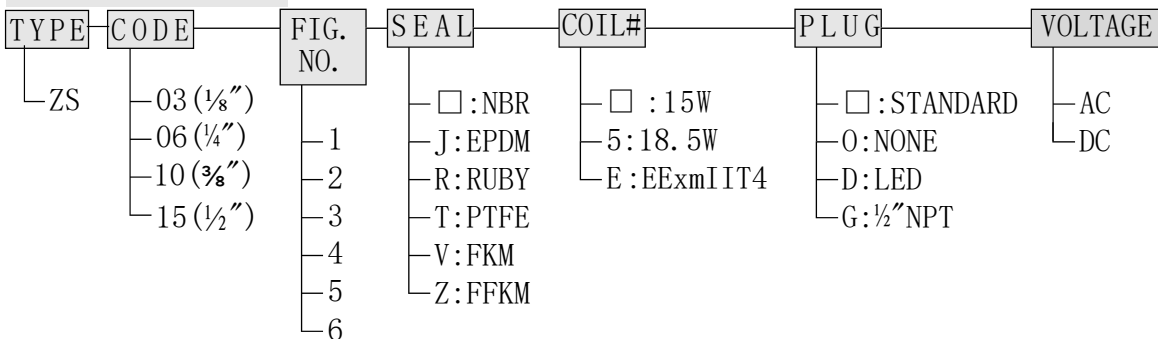 TYPE CODE FIG. NO. SEAL COIL# PLUG VOLTAGE
ZS
03(⅛″)
06(¼″)
10(⅜″)
15(½″)
1
2
3
4
5
6
□:NBR
J:EPDM
R:RUBY
T:PTFE
V:FKM
Z:FFKM
□:15W
5:18.5W
E:EExmIIT4
□:STANDARD
O:NONE
D:LED
G:½″NPT
AC
DC